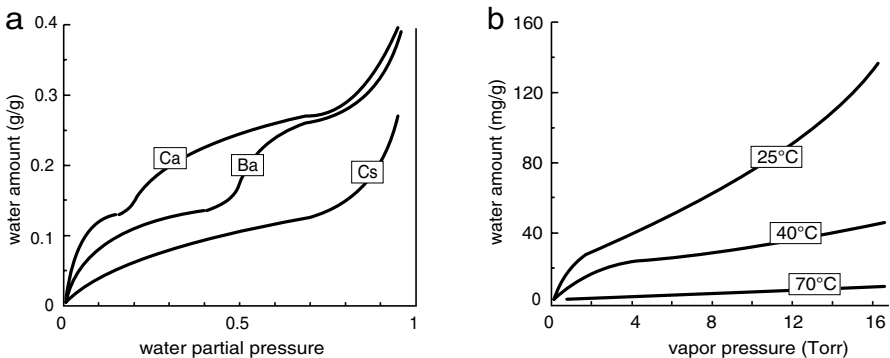 a
water amount (g/g)
0.4
0.3
0.2
0.1
0
Ca
Ba
Cs
0
0.5
1
water partial pressure
b
water amount (mg/g)
160
120
80
40
0
25°C
40°C
70°C
0
4
8
12
16
vapor pressure (Torr)